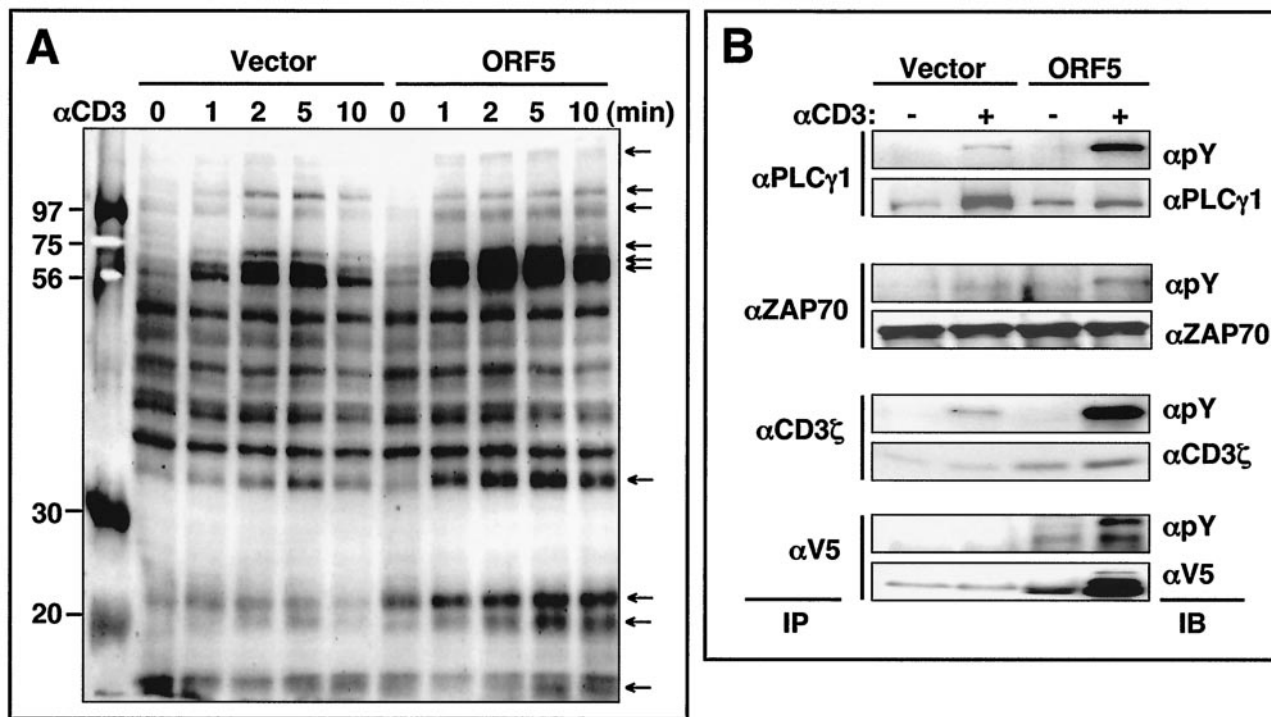 A
Vector ORF5
αCD3 0 1 2 5 10 0 1 2 5 10 (min)
97
75
56
30
20
B
Vector ORF5
αCD3: - + - +
αPLCγ1
αpY
αPLCγ1
αZAP70
αpY
αZAP70
αCD3ζ
αpY
αCD3ζ
αV5
αpY
αV5
IP IB